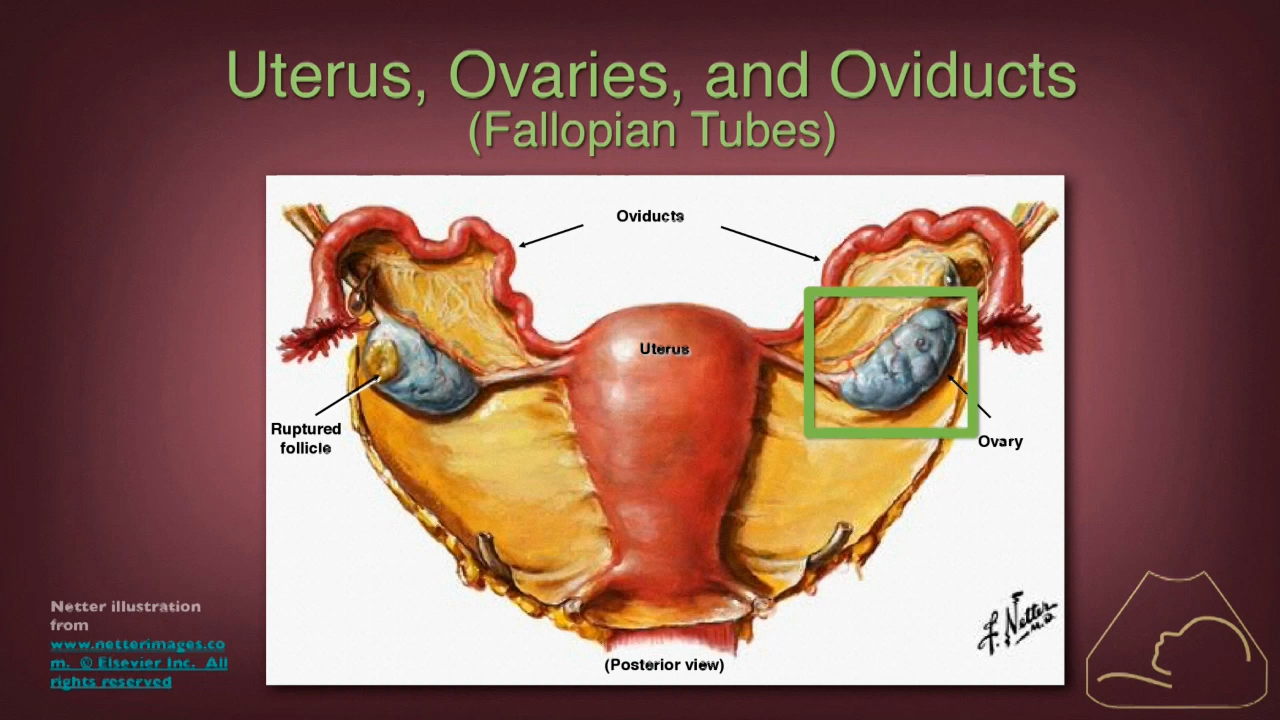 Uterus, Ovaries, and Oviducts
(Fallopian Tubes)
Oviducts
Uterus
Ruptured
follicle
Ovary
(Posterior view)
F. Netter
M.D.
Netter illustration
from
www.netterimages.co
m. © Elsevier Inc. All
rights reserved